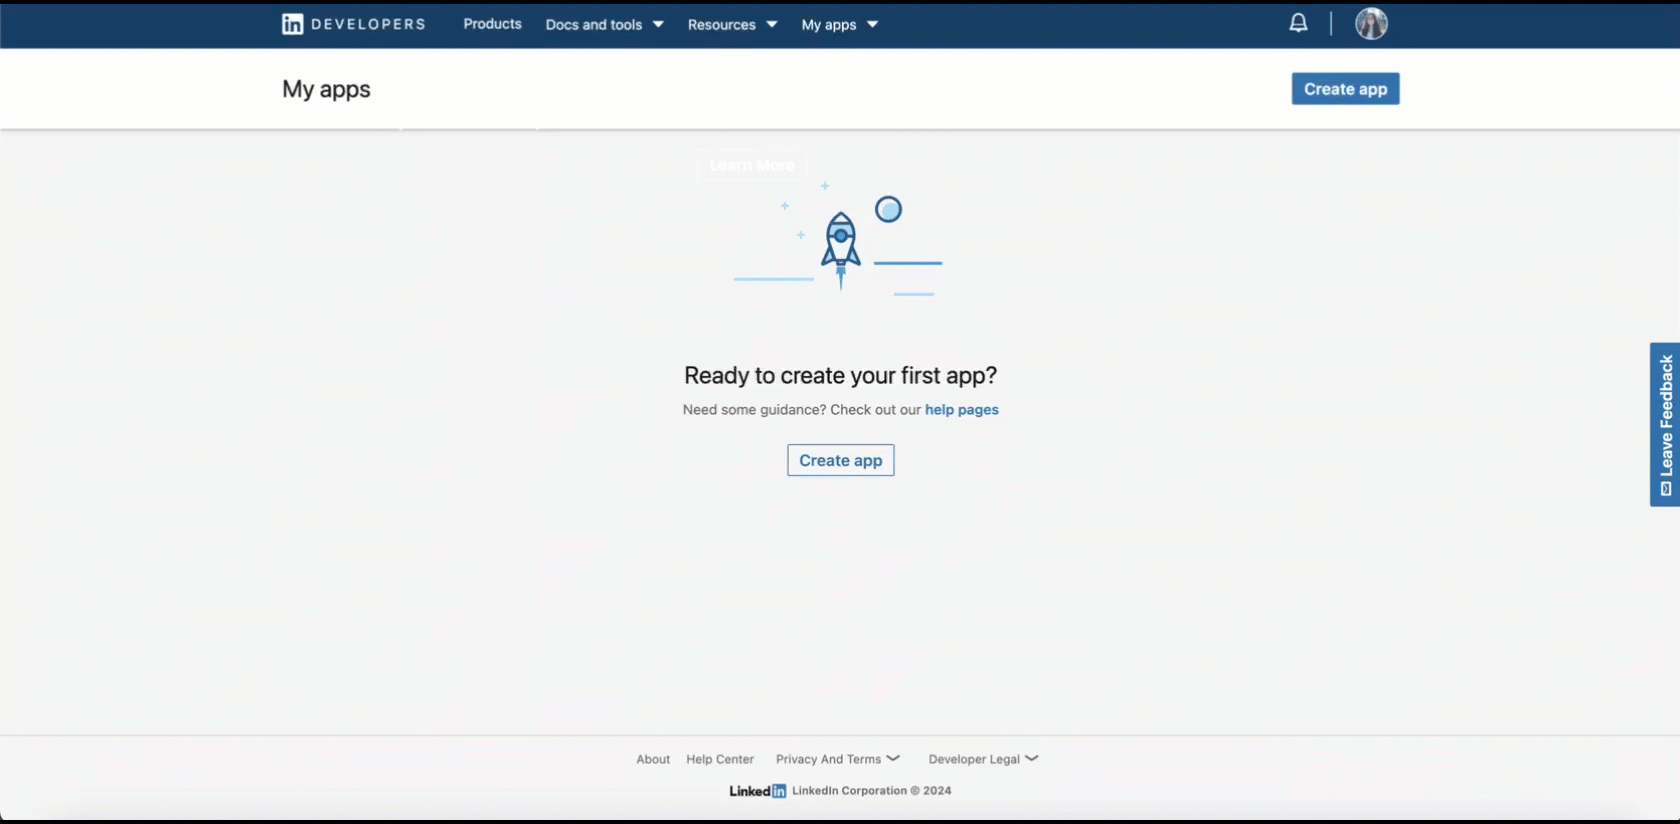 in DEVELOPERS Products Docs and tools Resources My apps
My apps
Create app
Learn More
Ready to create your first app?
Need some guidance? Check out our help pages
Create app
Leave Feedback
About Help Center Privacy And Terms Developer Legal
Linked in LinkedIn Corporation © 2024